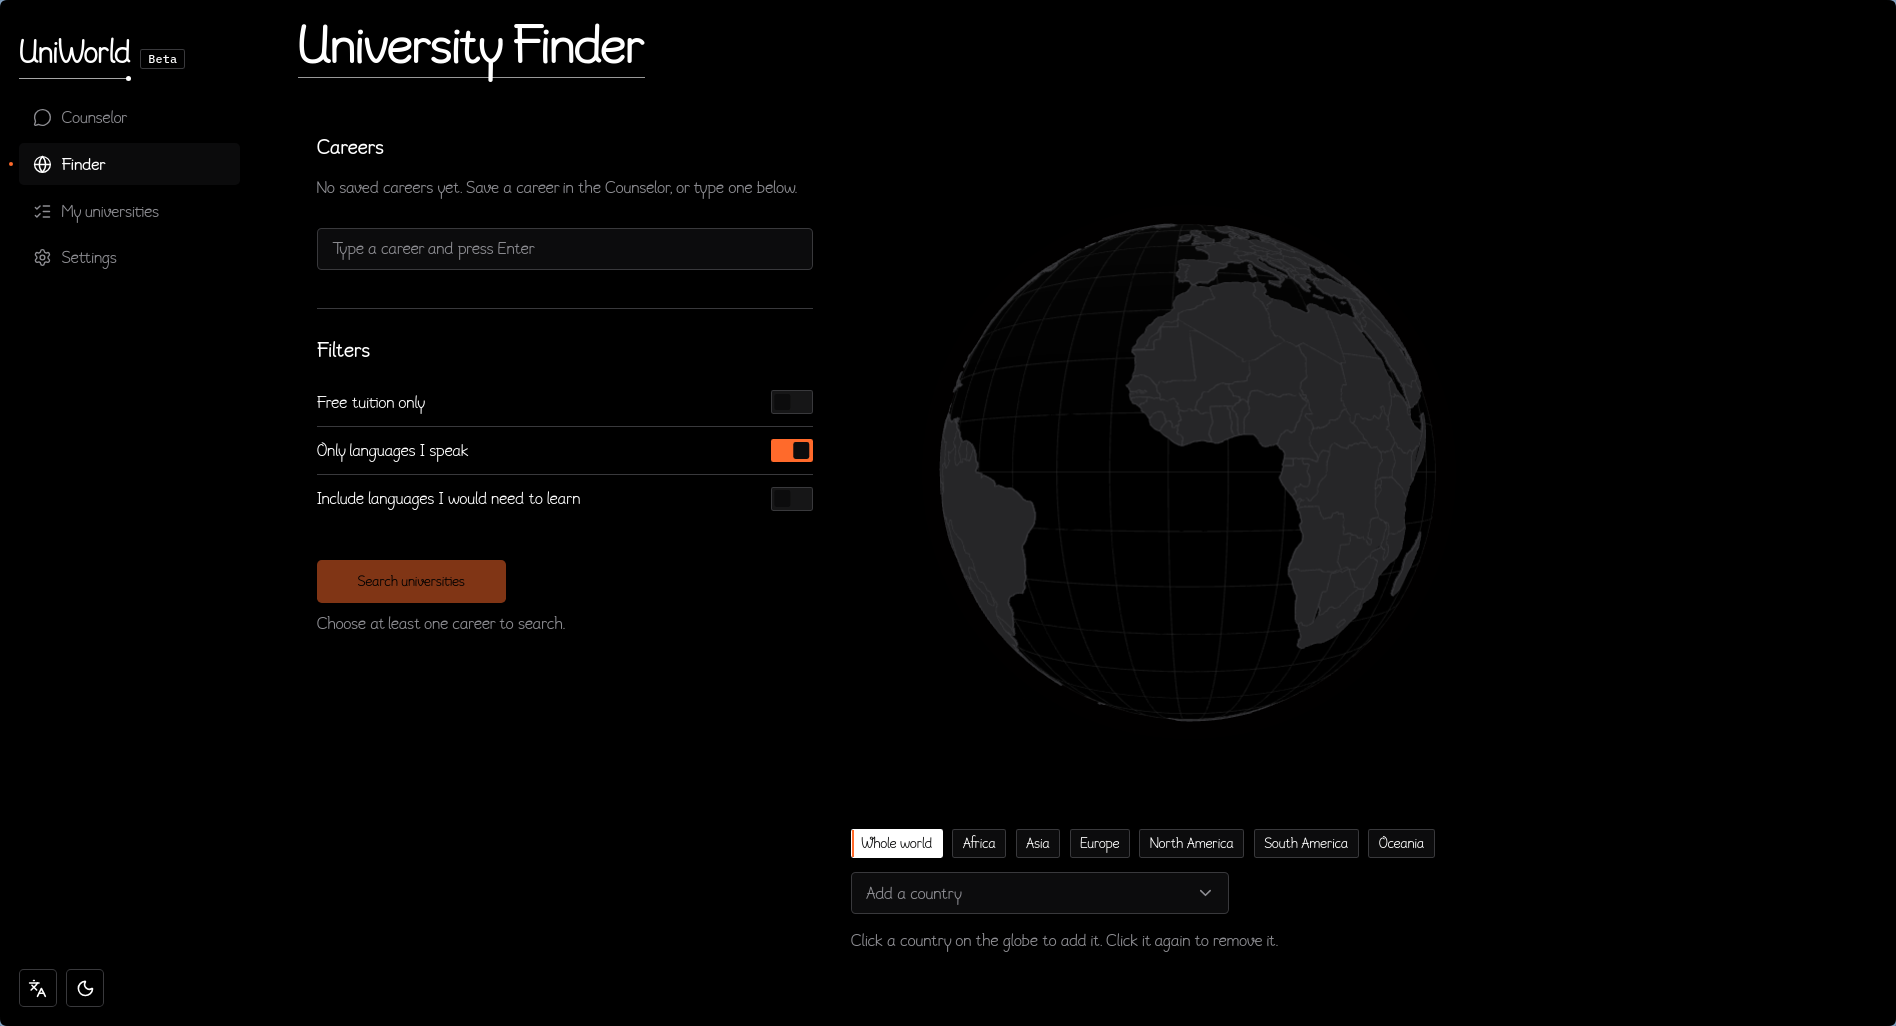 UniWorld
Beta
Counselor
Finder
My universities
Settings
University Finder
Careers
No saved careers yet. Save a career in the Counselor, or type one below.
Type a career and press Enter
Filters
Free tuition only
Only languages I speak
Include languages I would need to learn
Search universities
Choose at least one career to search.
Whole world
Africa
Asia
Europe
North America
South America
Oceania
Add a country
Click a country on the globe to add it. Click it again to remove it.